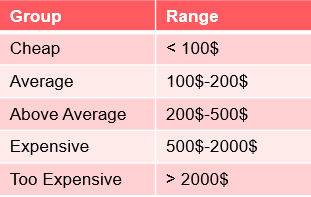 Group Range
Cheap < 100$
Average 100$-200$
Above Average 200$-500$
Expensive 500$-2000$
Too Expensive > 2000$